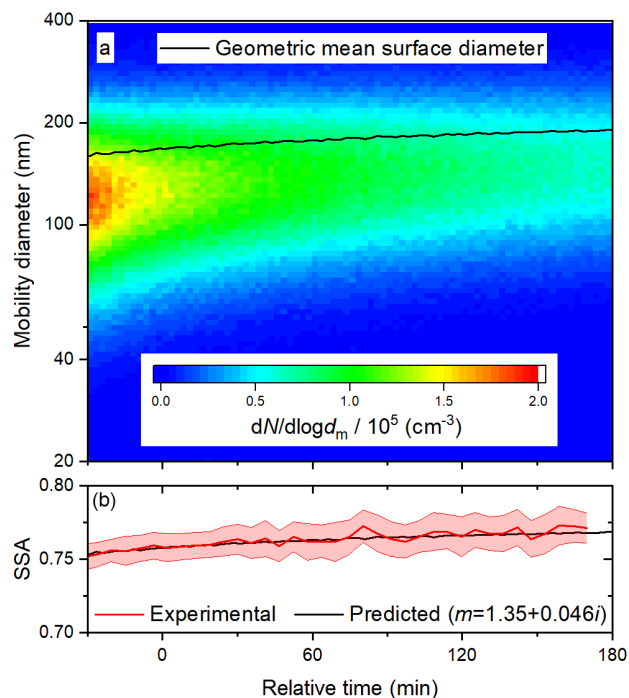 400
a
Geometric mean surface diameter
200
100
40
20
Mobility diameter (nm)
0.0 0.5 1.0 1.5 2.0
dN/dlogdm / 10⁵ (cm⁻³)
(b)
0.80
0.75
0.70
SSA
Experimental
Predicted (m=1.35+0.046i)
0 60 120 180
Relative time (min)